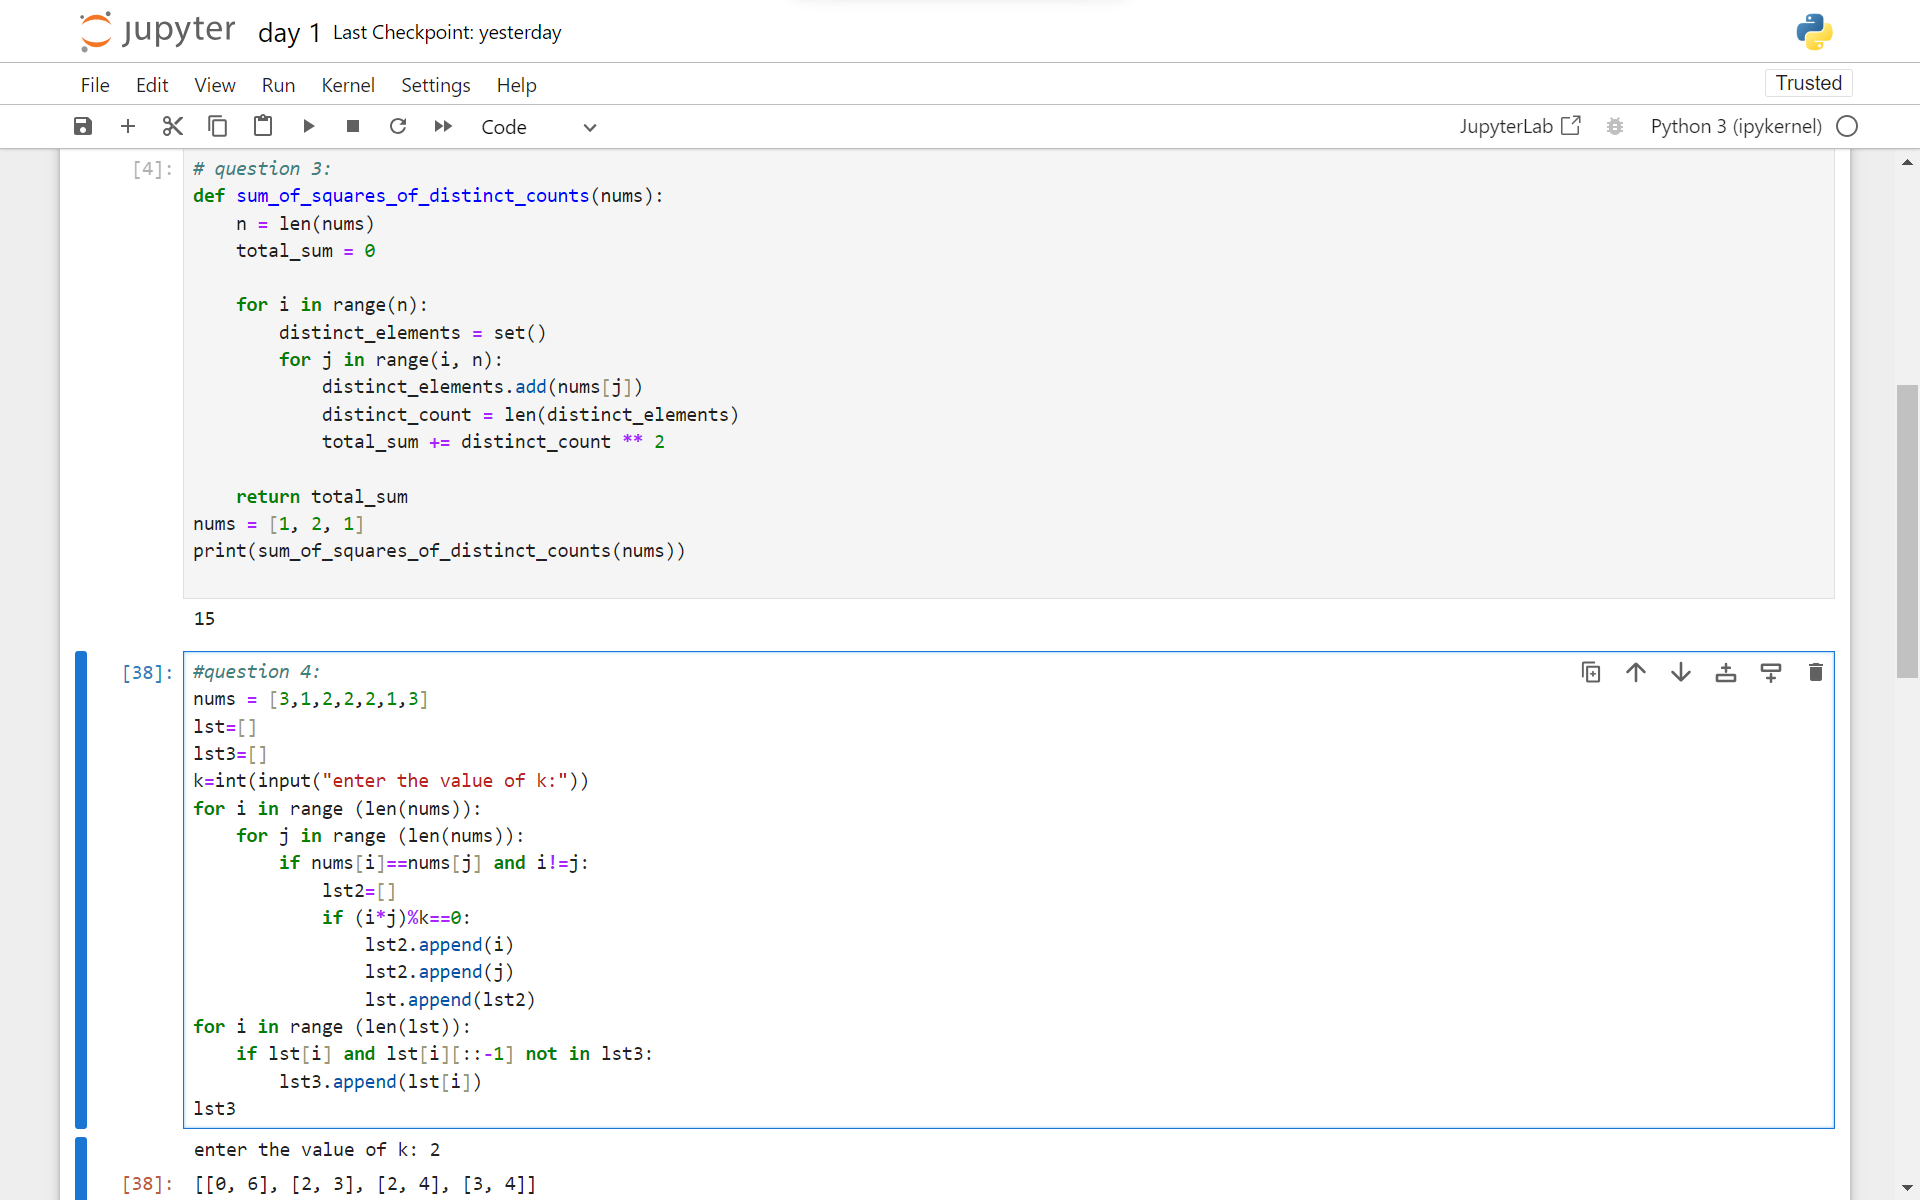 jupyter day 1 Last Checkpoint: yesterday
File Edit View Run Kernel Settings Help Trusted
Code JupyterLab Python 3 (ipykernel)
[4]: # question 3:
def sum_of_squares_of_distinct_counts(nums):
    n = len(nums)
    total_sum = 0
    for i in range(n):
        distinct_elements = set()
        for j in range(i, n):
            distinct_elements.add(nums[j])
            distinct_count = len(distinct_elements)
            total_sum += distinct_count ** 2
    return total_sum
nums = [1, 2, 1]
print(sum_of_squares_of_distinct_counts(nums))
15
[38]: #question 4:
nums = [3,1,2,2,2,1,3]
lst=[]
lst3=[]
k=int(input("enter the value of k:"))
for i in range (len(nums)):
    for j in range (len(nums)):
        if nums[i]==nums[j] and i!=j:
            lst2=[]
            if (i*j)%k==0:
                lst2.append(i)
                lst2.append(j)
                lst.append(lst2)
for i in range (len(lst)):
    if lst[i] and lst[i][::-1] not in lst3:
        lst3.append(lst[i])
lst3
enter the value of k: 2
[38]: [[0, 6], [2, 3], [2, 4], [3, 4]]